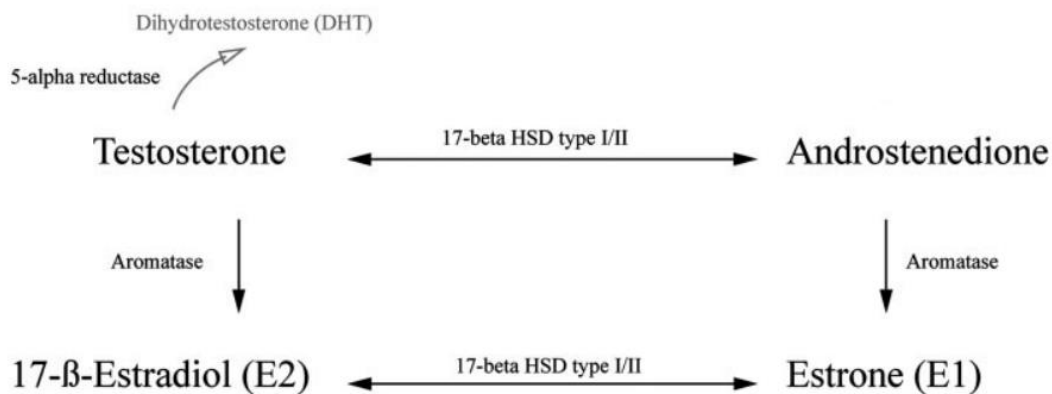 Dihydrotestosterone (DHT)
5-alpha reductase
17-beta HSD type I/II
Testosterone
Androstenedione
Aromatase
Aromatase
17-beta HSD type I/II
17-ß-Estradiol (E2)
Estrone (E1)